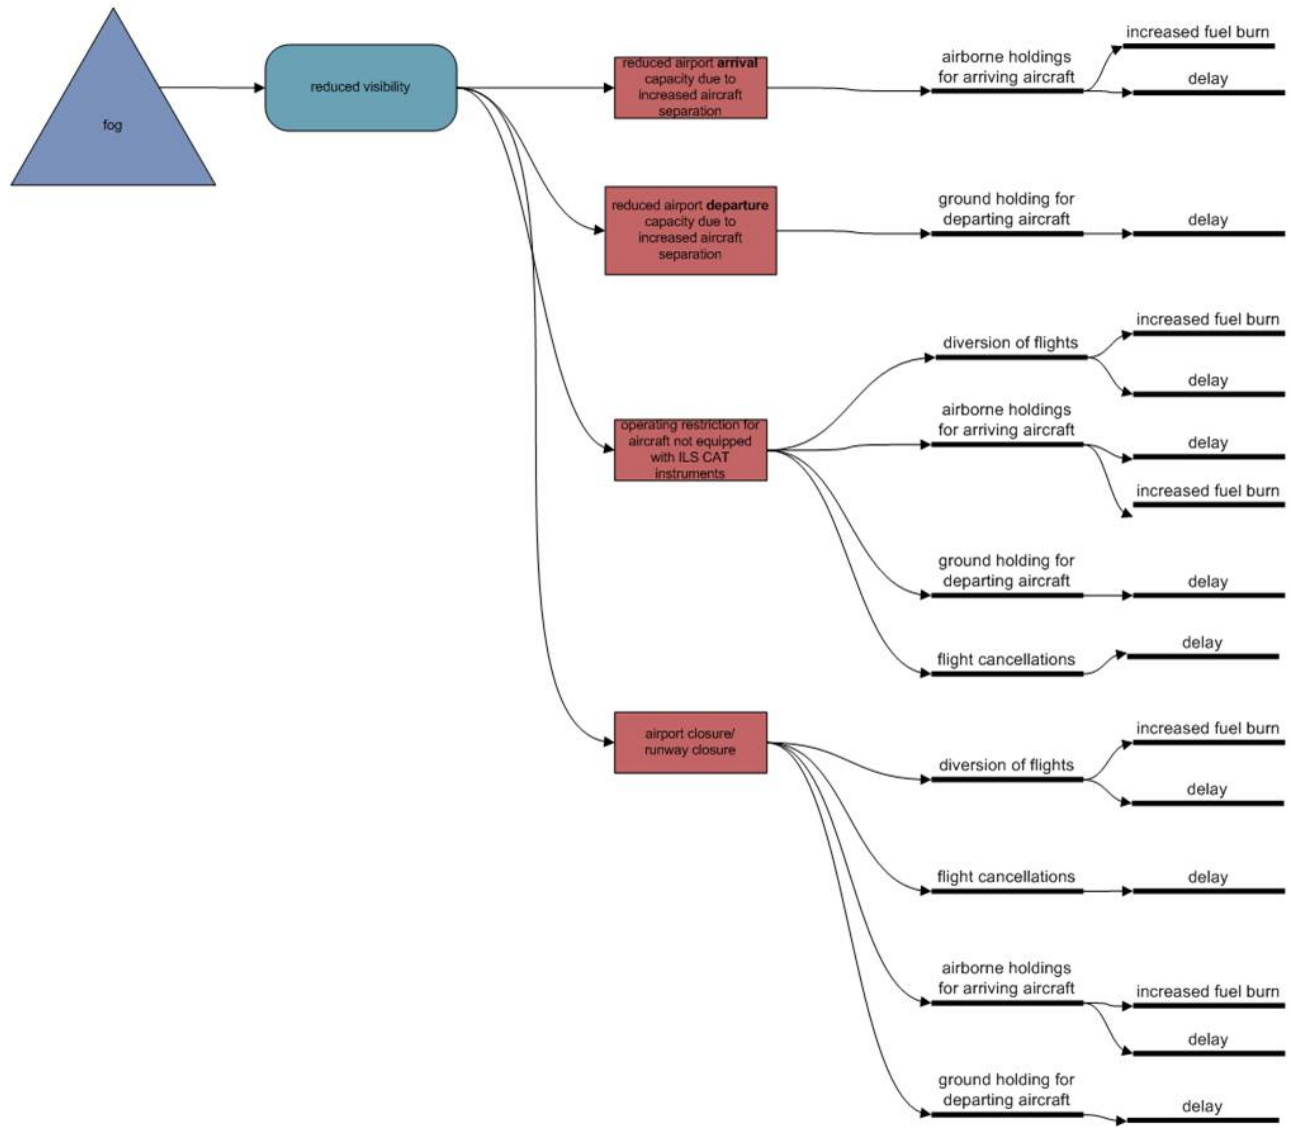 fog
reduced visibility
reduced airport arrival
capacity due to
increased aircraft
separation
airborne holdings
for arriving aircraft
increased fuel burn
delay
reduced airport departure
capacity due to
increased aircraft
separation
ground holding for
departing aircraft
delay
operating restriction for
aircraft not equipped
with ILS CAT
instruments
diversion of flights
increased fuel burn
delay
airborne holdings
for arriving aircraft
delay
increased fuel burn
ground holding for
departing aircraft
delay
flight cancellations
delay
airport closure/
runway closure
diversion of flights
increased fuel burn
delay
flight cancellations
delay
airborne holdings
for arriving aircraft
increased fuel burn
delay
ground holding for
departing aircraft
delay